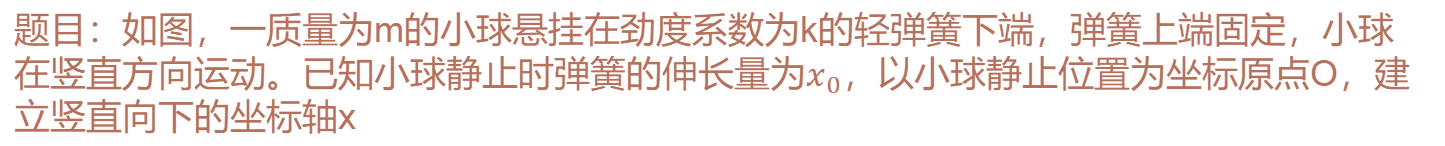 题目：如图，一质量为m的小球悬挂在劲度系数为k的轻弹簧下端，弹簧上端固定，小球
在竖直方向运动。已知小球静止时弹簧的伸长量为𝑥₀，以小球静止位置为坐标原点O，建
立竖直向下的坐标轴x